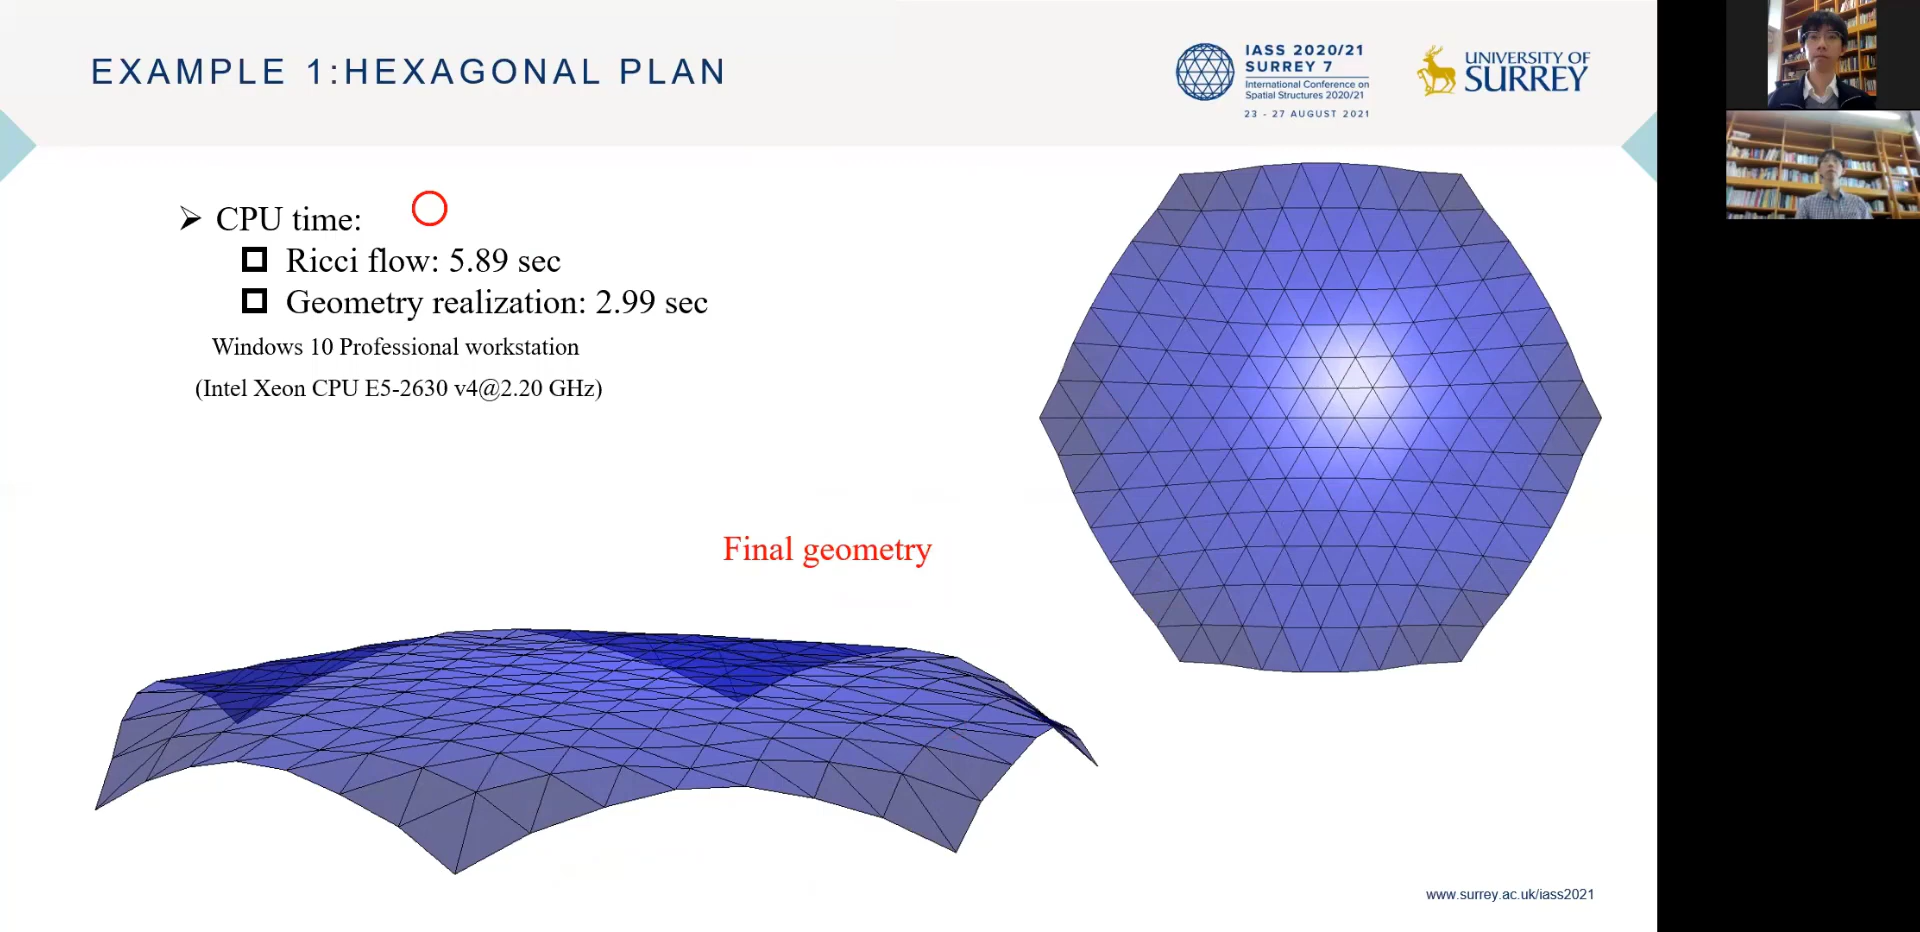 EXAMPLE 1:HEXAGONAL PLAN
IASS 2020/21
SURREY 7
International Conference on
Spatial Structures 2020/21
23 - 27 AUGUST 2021
UNIVERSITY OF
SURREY
➢ CPU time:
Ricci flow: 5.89 sec
Geometry realization: 2.99 sec
Windows 10 Professional workstation
(Intel Xeon CPU E5-2630 v4@2.20 GHz)
Final geometry
www.surrey.ac.uk/iass2021